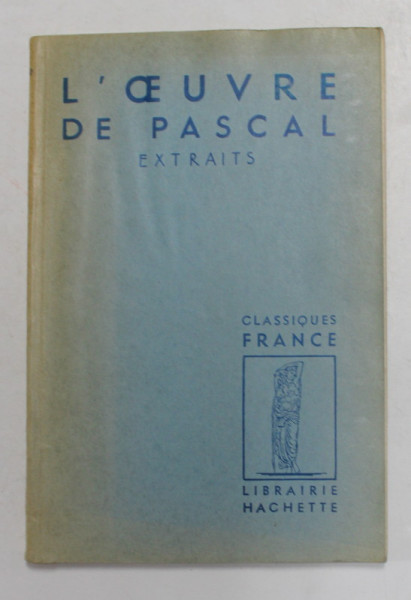 L'ŒUVRE
DE PASCAL
EXTRAITS
CLASSIQUES
FRANCE
LIBRAIRIE
HACHETTE